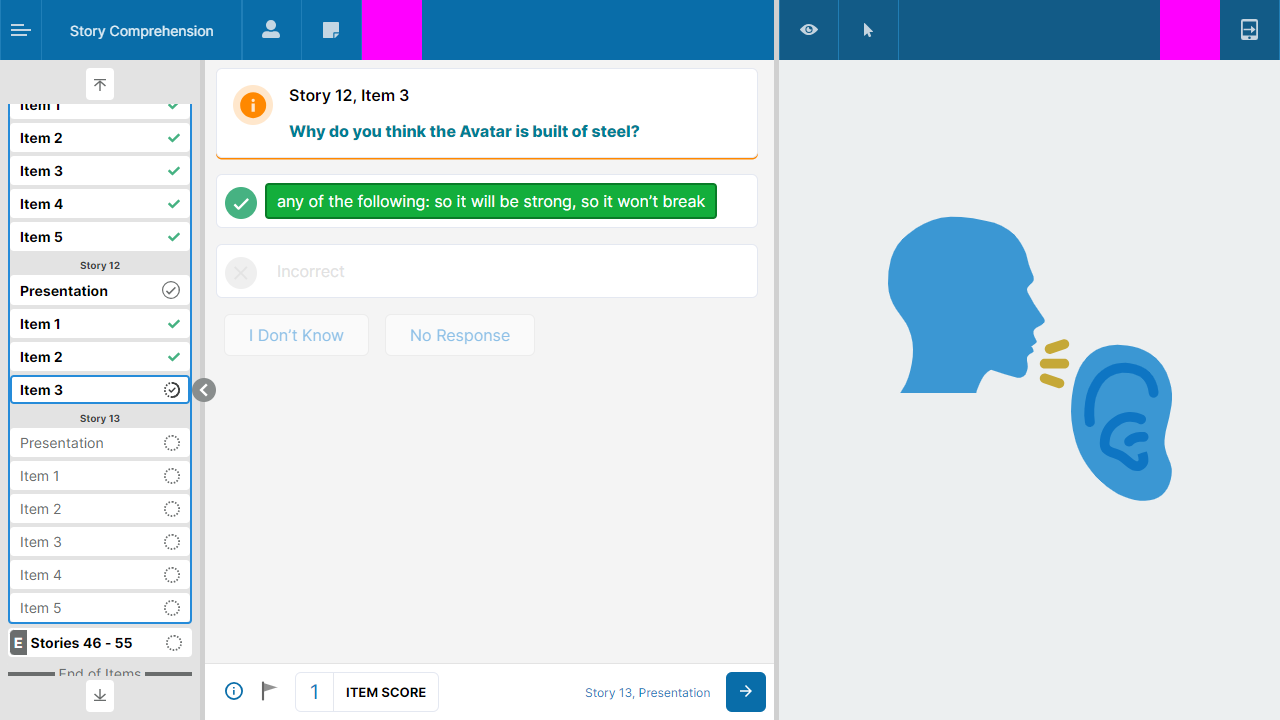 Story Comprehension
Item 1
Item 2
Item 3
Item 4
Item 5
Story 12
Presentation
Item 1
Item 2
Item 3
Story 13
Presentation
Item 1
Item 2
Item 3
Item 4
Item 5
E Stories 46 - 55
End of Items
Story 12, Item 3
Why do you think the Avatar is built of steel?
any of the following: so it will be strong, so it won’t break
Incorrect
I Don’t Know
No Response
1 ITEM SCORE
Story 13, Presentation